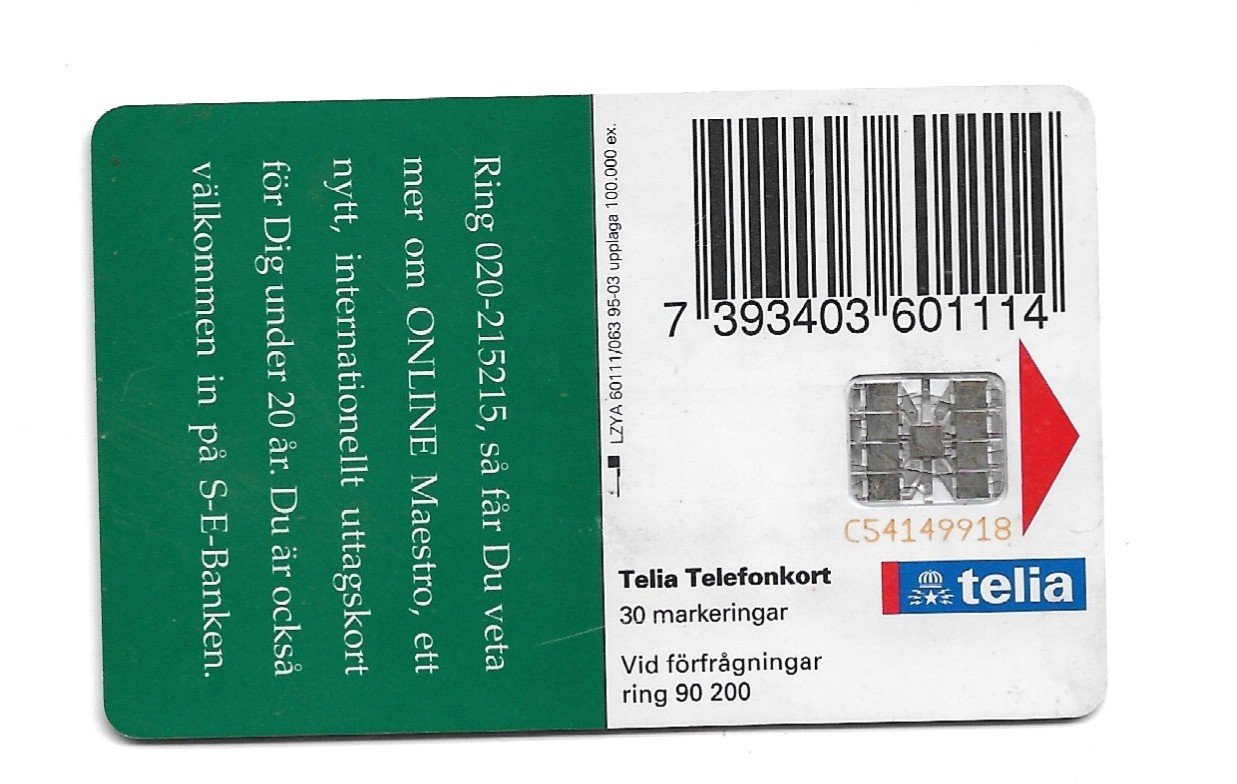 Ring 020-215215, så får Du veta
mer om ONLINE Maestro, ett
nytt, internationellt uttagskort
för Dig under 20 år. Du är också
välkommen in på S-E-Banken.
LZYA 60111/063 95-03 upplaga 100.000 ex.
7 393403 601114
C54149918
telia
Telia Telefonkort
30 markeringar
Vid förfrågningar
ring 90 200